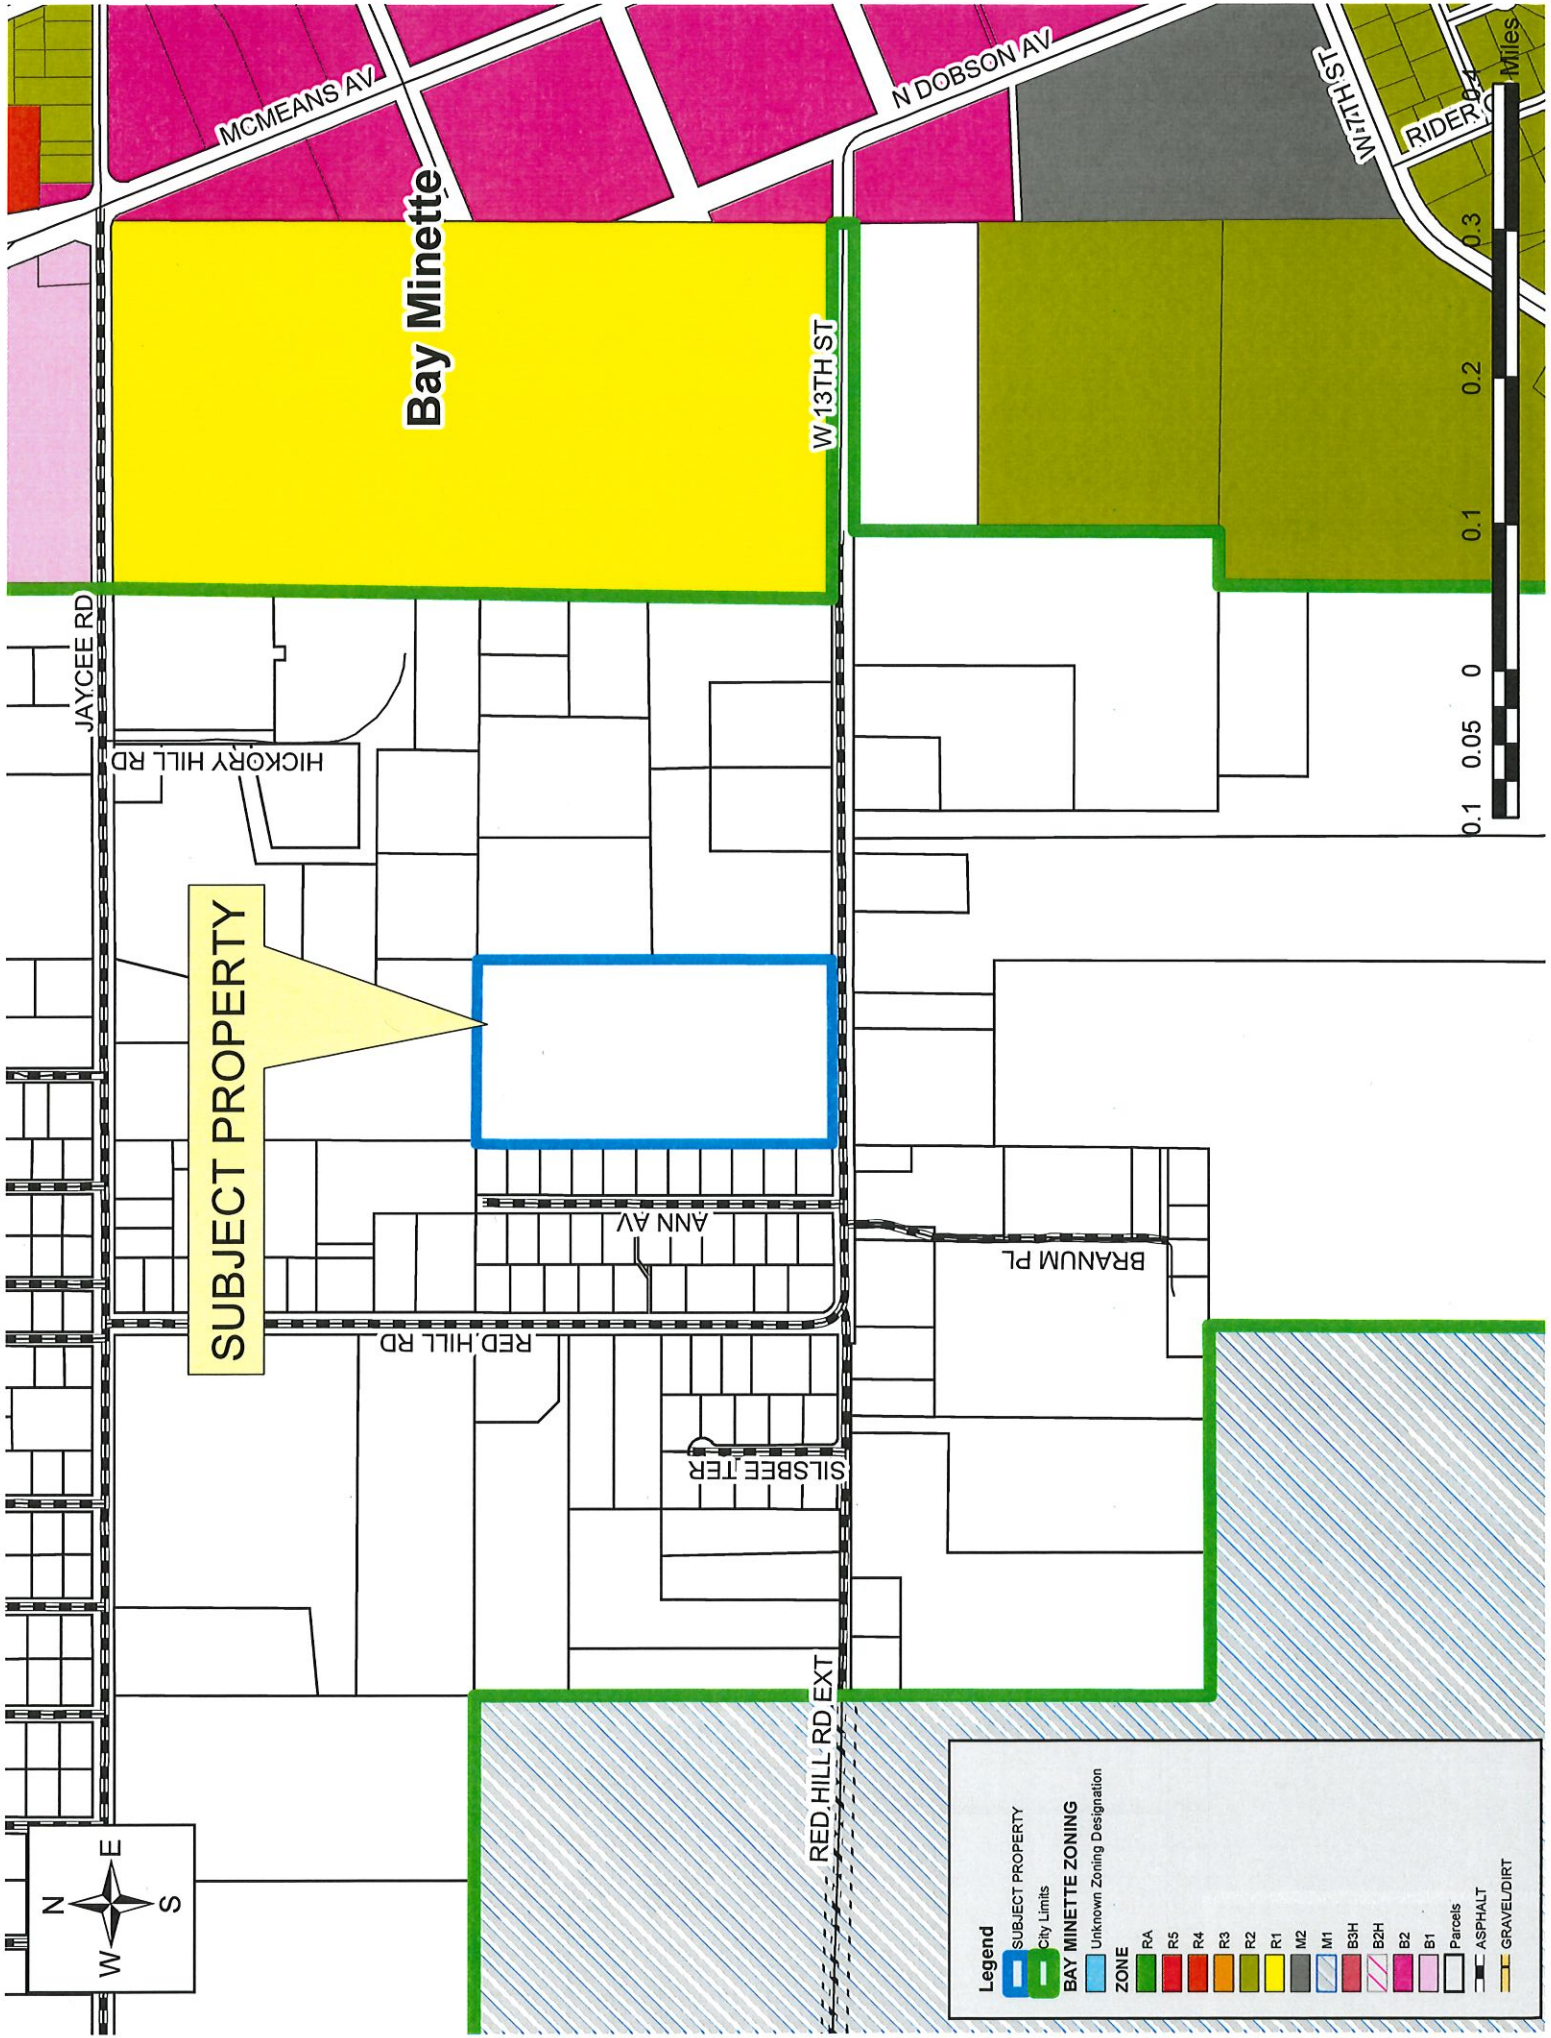 MCMEANS AV
N DOBSON AV
W 7TH ST
Bay Minette
JAYCEE RD
HICKORY HILL RD
W 13TH ST
SUBJECT PROPERTY
ANN AV
RED HILL RD
BRANUM PL
SILSBEE TER
RED HILL RD EXT
N
W
E
S
0.1 0.05 0 0.1 0.2 0.3 0.4
Miles
Legend
SUBJECT PROPERTY
City Limits
BAY MINETTE ZONING
Unknown Zoning Designation
ZONE
RA
R5
R4
R3
R2
R1
M2
M1
B3H
B2H
B2
B1
Parcels
ASPHALT
GRAVEL/DIRT
RIDER